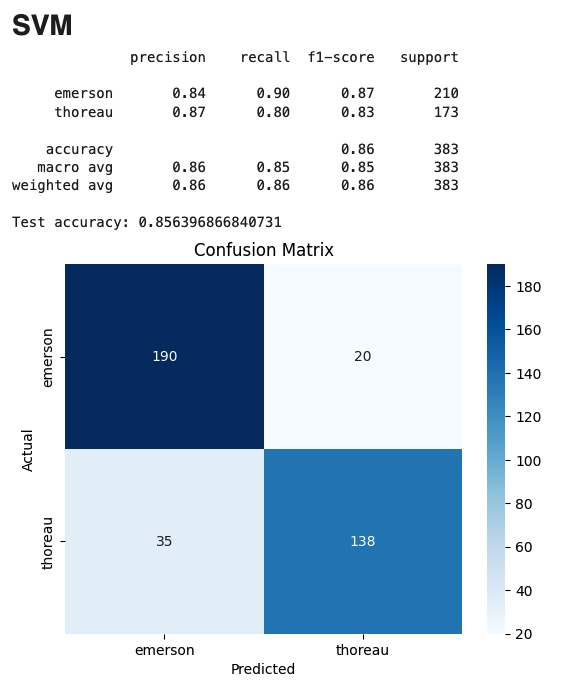 SVM
precision recall f1-score support
emerson 0.84 0.90 0.87 210
thoreau 0.87 0.80 0.83 173
accuracy 0.86 383
macro avg 0.86 0.85 0.85 383
weighted avg 0.86 0.86 0.86 383
Test accuracy: 0.856396866840731
Confusion Matrix
Actual
emerson
190 20
thoreau
35 138
emerson thoreau
Predicted
180
160
140
120
100
80
60
40
20